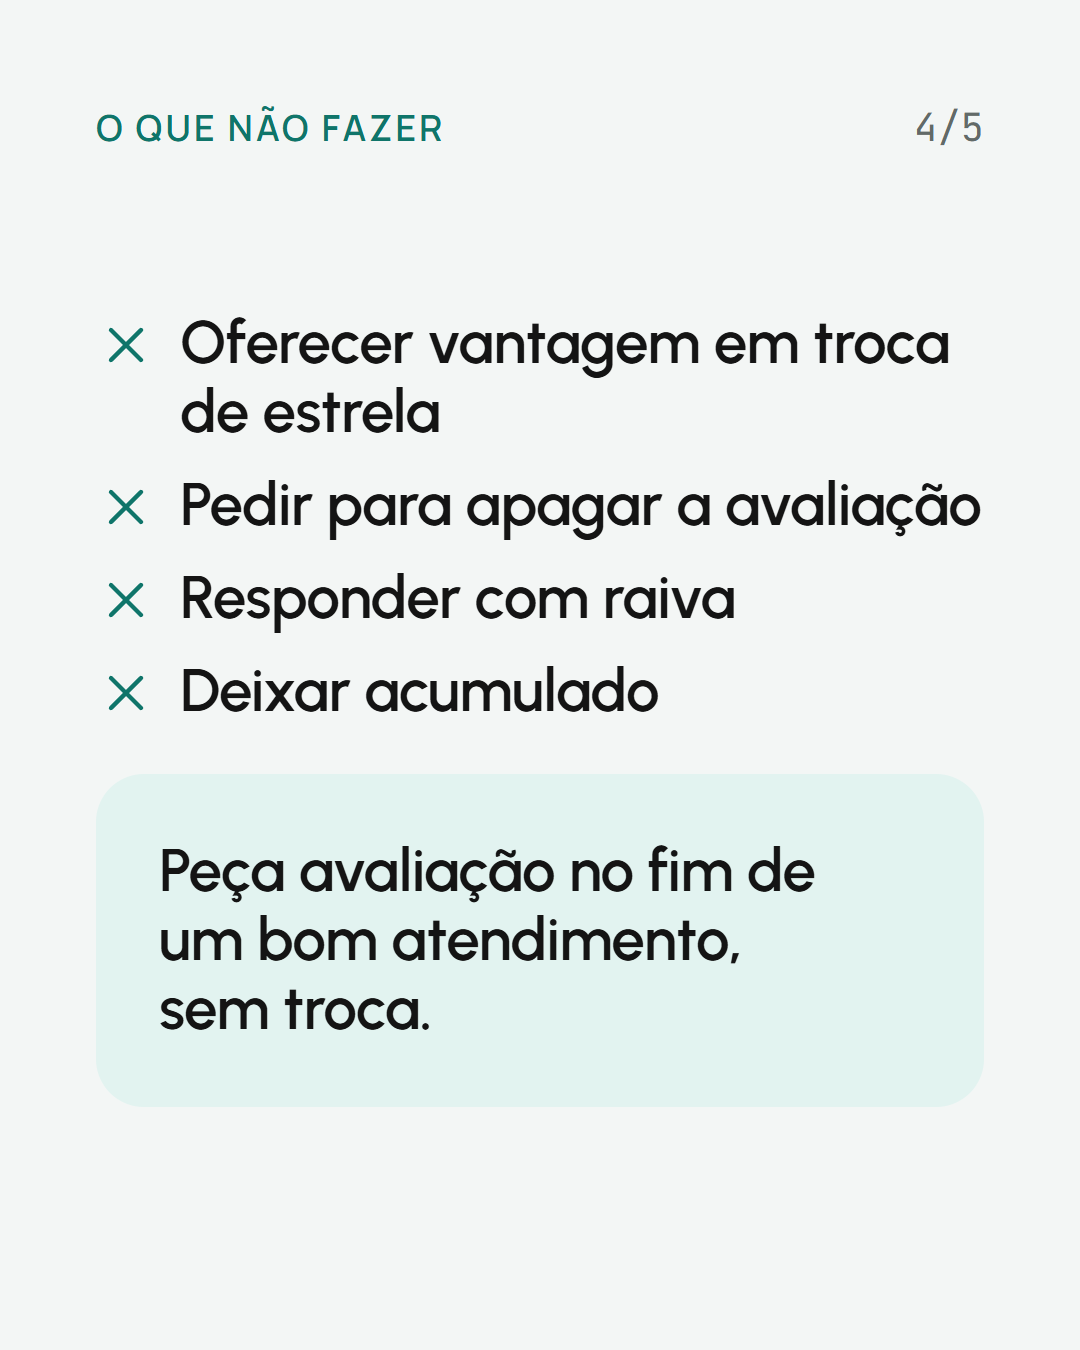 O QUE NÃO FAZER
4/5
Oferecer vantagem em troca
de estrela
Pedir para apagar a avaliação
Responder com raiva
Deixar acumulado
Peça avaliação no fim de
um bom atendimento,
sem troca.